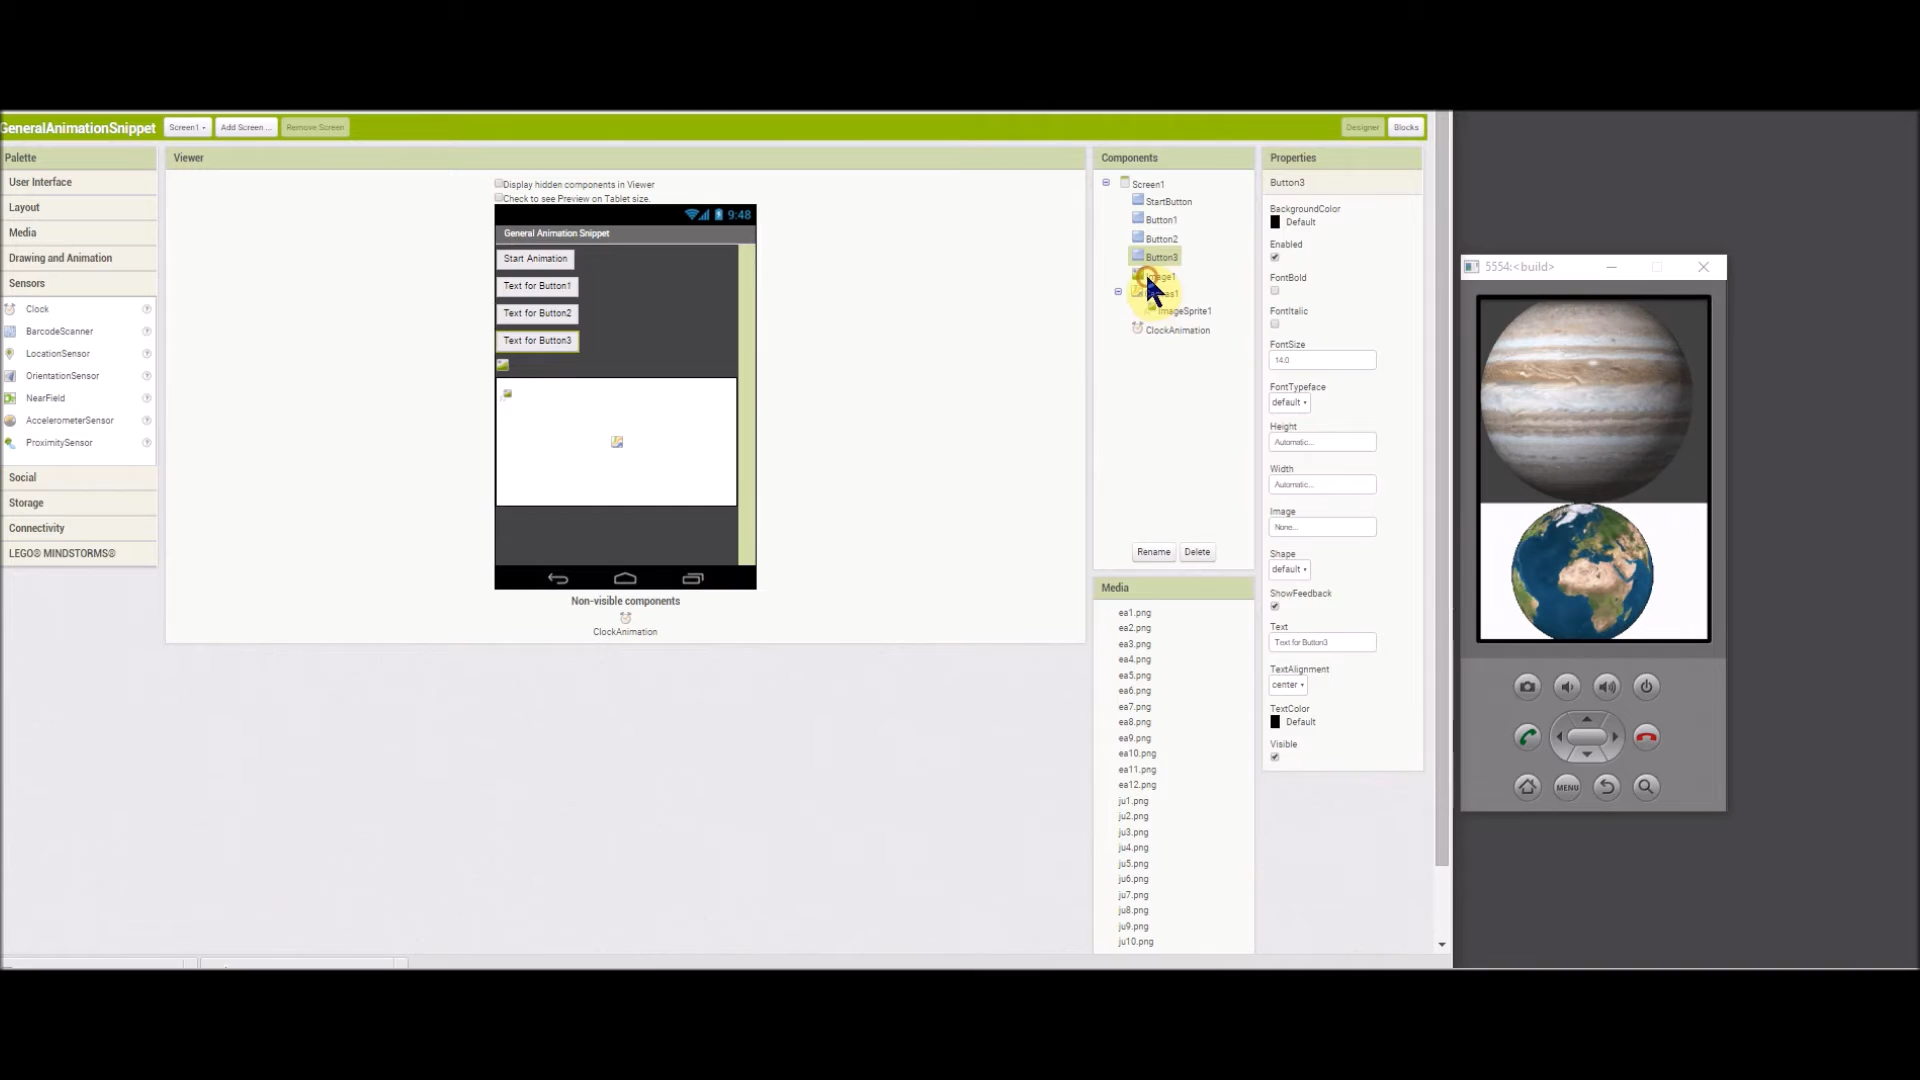 GeneralAnimationSnippet
Screen1
Add Screen ...
Remove Screen
Designer
Blocks
Palette
User Interface
Layout
Media
Drawing and Animation
Sensors
Clock
BarcodeScanner
LocationSensor
OrientationSensor
NearField
AccelerometerSensor
ProximitySensor
Social
Storage
Connectivity
LEGO® MINDSTORMS®
Viewer
Display hidden components in Viewer
Check to see Preview on Tablet size.
9:48
General Animation Snippet
Start Animation
Text for Button1
Text for Button2
Text for Button3
Non-visible components
ClockAnimation
Components
Screen1
StartButton
Button1
Button2
Button3
ImageSprite1
ClockAnimation
Rename
Delete
Media
ea1.png
ea2.png
ea3.png
ea4.png
ea5.png
ea6.png
ea7.png
ea8.png
ea9.png
ea10.png
ea11.png
ea12.png
ju1.png
ju2.png
ju3.png
ju4.png
ju5.png
ju6.png
ju7.png
ju8.png
ju9.png
ju10.png
Properties
Button3
BackgroundColor
Default
Enabled
FontBold
FontItalic
FontSize
14.0
FontTypeface
default
Height
Automatic...
Width
Automatic...
Image
None...
Shape
default
ShowFeedback
Text
Text for Button3
TextAlignment
center
TextColor
Default
Visible
5554:<build>
MENU